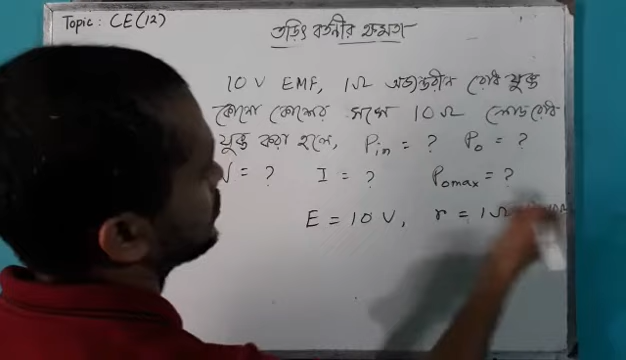 Topic: CE(12)
তড়িৎ বর্তনীর ক্ষমতা
10 V EMF, 1Ω অভ্যন্তরীন রোধ যুক্ত
কোনো কোষের সঙ্গে 10Ω লোড রোধ
যুক্ত করা হলে, Pin = ? Po = ?
= ? I = ? Pomax = ?
E = 10 V, r = 1Ω